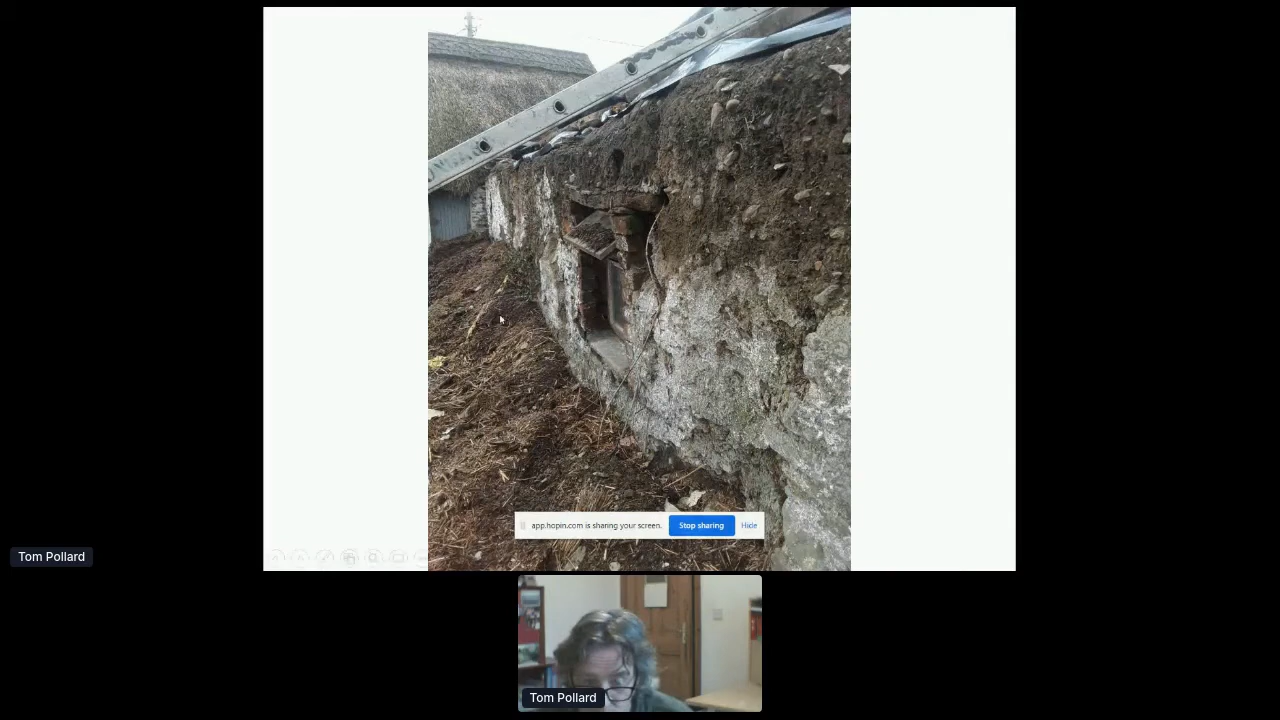 app.hopin.com is sharing your screen.
Stop sharing
Hide
Tom Pollard
Tom Pollard